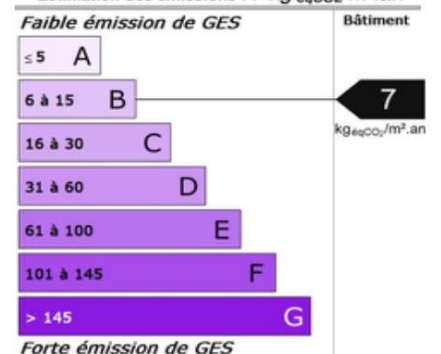 Faible émission de GES Bâtiment
≤ 5 A
6 à 15 B 7
kgéqCO₂/m².an
16 à 30 C
31 à 60 D
61 à 100 E
101 à 145 F
> 145 G
Forte émission de GES